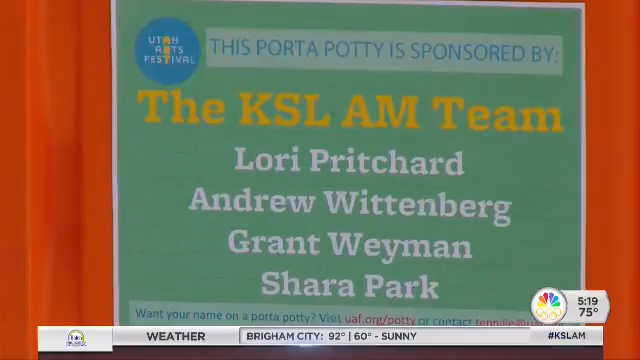 UTAH
ARTS
FESTIVAL
THIS PORTA POTTY IS SPONSORED BY:
The KSL AM Team
Lori Pritchard
Andrew Wittenberg
Grant Weyman
Shara Park
Want your name on a porta potty? Visit uaf.org/potty or contact
5:19
75°
WEATHER
BRIGHAM CITY: 92° | 60° - SUNNY
#KSLAM